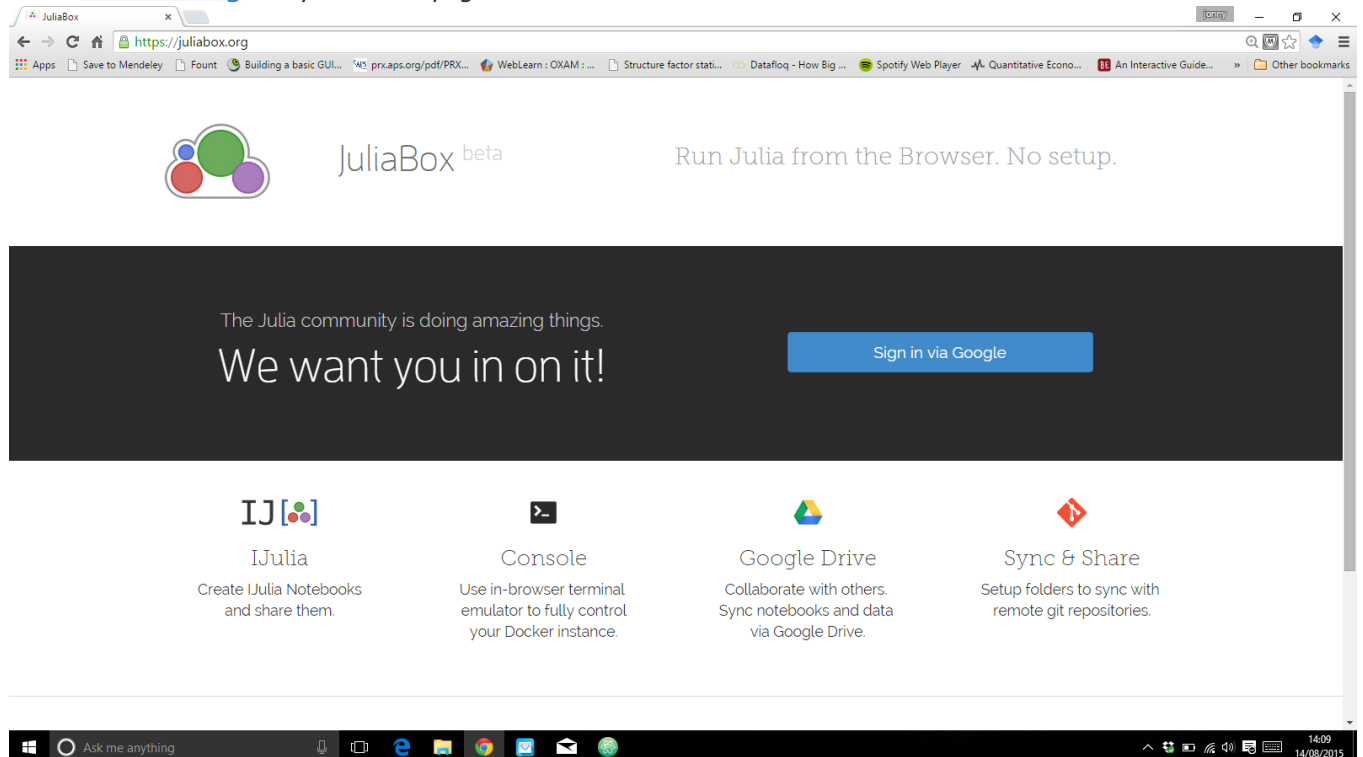 JuliaBox
jonny
https://juliabox.org
Apps Save to Mendeley Fount Building a basic GUI... prx.aps.org/pdf/PRX... WebLearn : OXAM : ... Structure factor stati... Datafloq - How Big ... Spotify Web Player Quantitative Econo... An Interactive Guide... » Other bookmarks
JuliaBox beta
Run Julia from the Browser. No setup.
The Julia community is doing amazing things.
We want you in on it!
Sign in via Google
IJ[]
IJulia
Create IJulia Notebooks
and share them.
Console
Use in-browser terminal
emulator to fully control
your Docker instance.
Google Drive
Collaborate with others.
Sync notebooks and data
via Google Drive.
Sync & Share
Setup folders to sync with
remote git repositories.
Ask me anything
14:09
14/08/2015